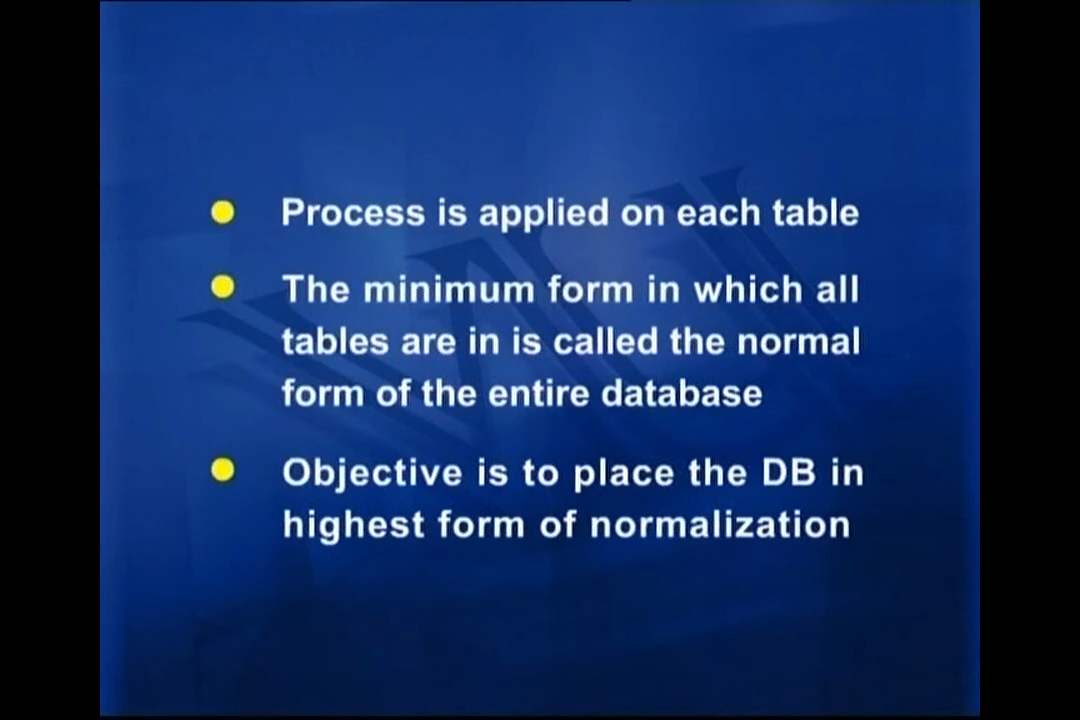 Process is applied on each table
The minimum form in which all
tables are in is called the normal
form of the entire database
Objective is to place the DB in
highest form of normalization